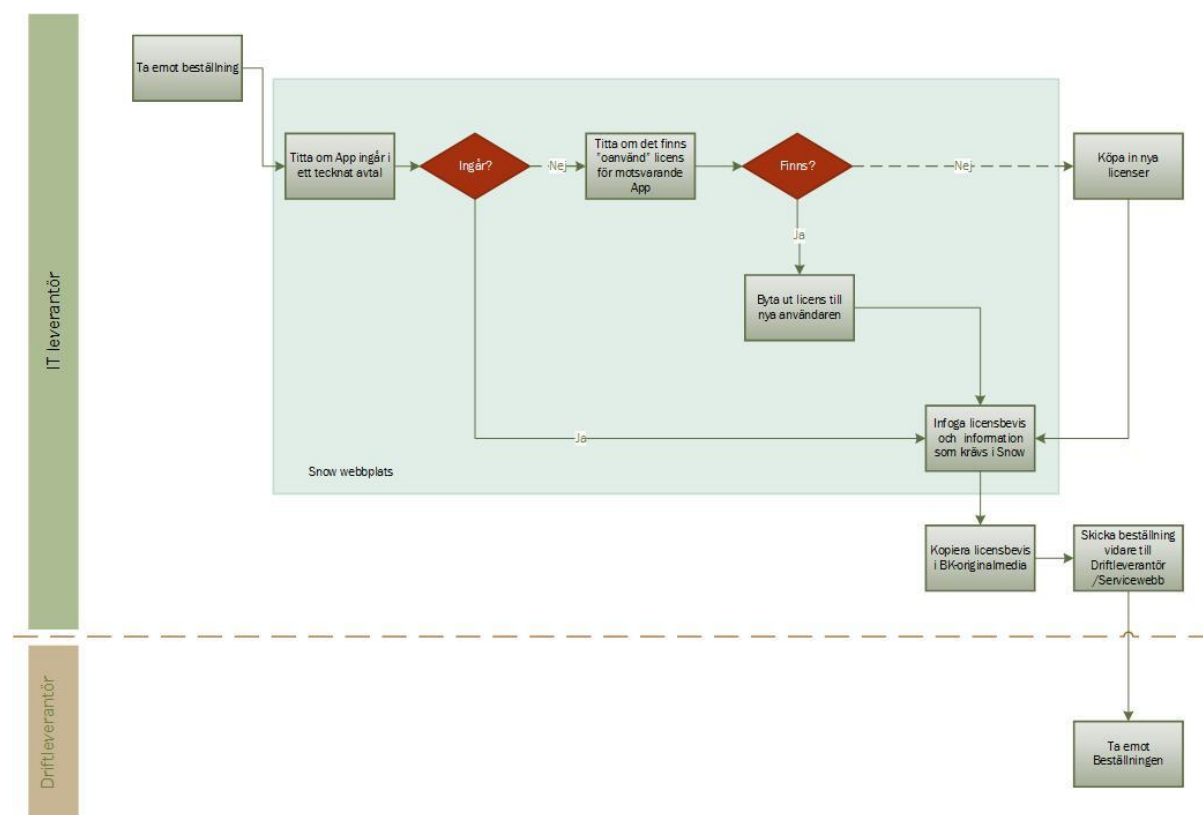 IT leverantör
Ta emot beställning
Titta om App ingår i
ett tecknat avtal
Ingår?
Nej
Titta om det finns
"oanvänd" licens
för motsvarande
App
Finns?
Nej
Köpa in nya
licenser
Ja
Byta ut licens till
nya användaren
Ja
Infoga licensbevis
och information
som krävs i Snow
Snow webbplats
Kopiera licensbevis
i BK-originalmedia
Skicka beställning
vidare till
Driftleverantör
/Servicewebb
Driftleverantör
Ta emot
Beställningen